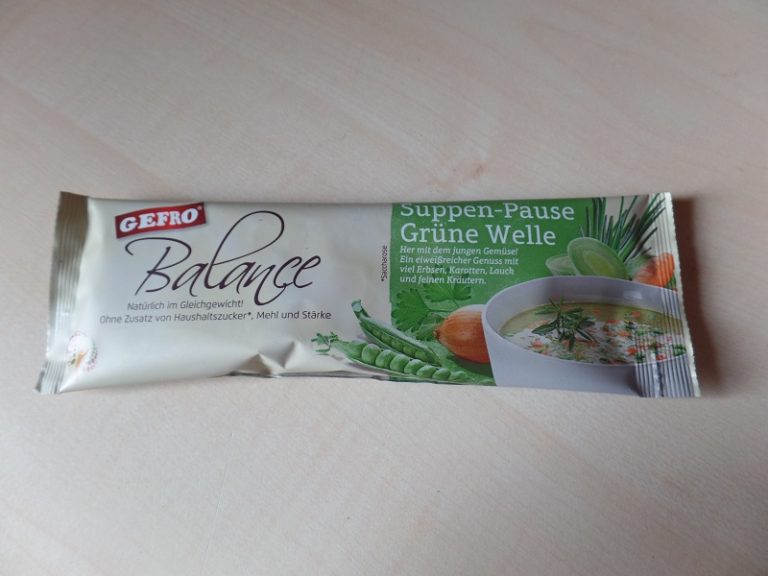 GEFRO®
Balance
Natürlich im Gleichgewicht!
Ohne Zusatz von Haushaltszucker*, Mehl und Stärke
*Saccharose
Suppen-Pause
Grüne Welle
Her mit dem jungen Gemüse!
Ein eiweißreicher Genuss mit
viel Erbsen, Karotten, Lauch
und feinen Kräutern.